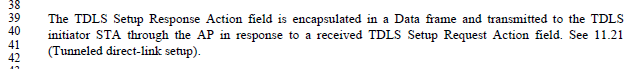 38
39 The TDLS Setup Response Action field is encapsulated in a Data frame and transmitted to the TDLS
40 initiator STA through the AP in response to a received TDLS Setup Request Action field. See 11.21
41 (Tunneled direct-link setup).
42